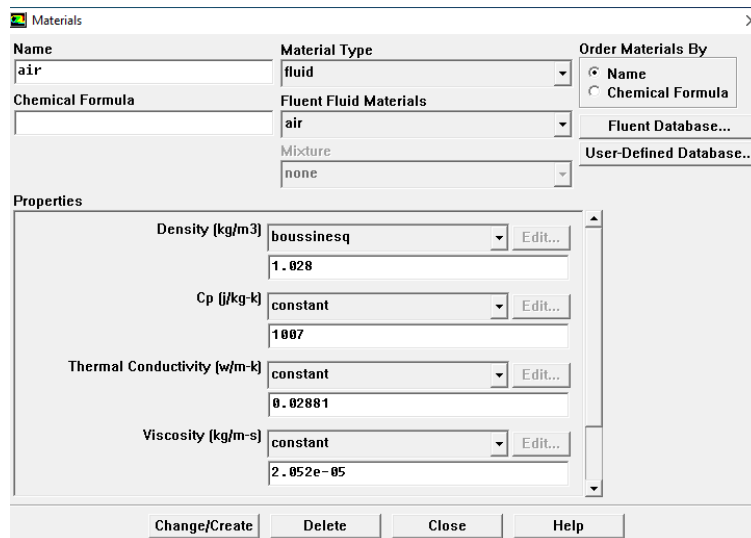 Materials
Name
air
Material Type
fluid
Order Materials By
Name
Chemical Formula
Chemical Formula
Fluent Fluid Materials
air
Fluent Database...
Mixture
none
User-Defined Database..
Properties
Density (kg/m3)
boussinesq
Edit...
1.028
Cp (j/kg-k)
constant
Edit...
1007
Thermal Conductivity (w/m-k)
constant
Edit...
0.02881
Viscosity (kg/m-s)
constant
Edit...
2.052e-05
Change/Create
Delete
Close
Help